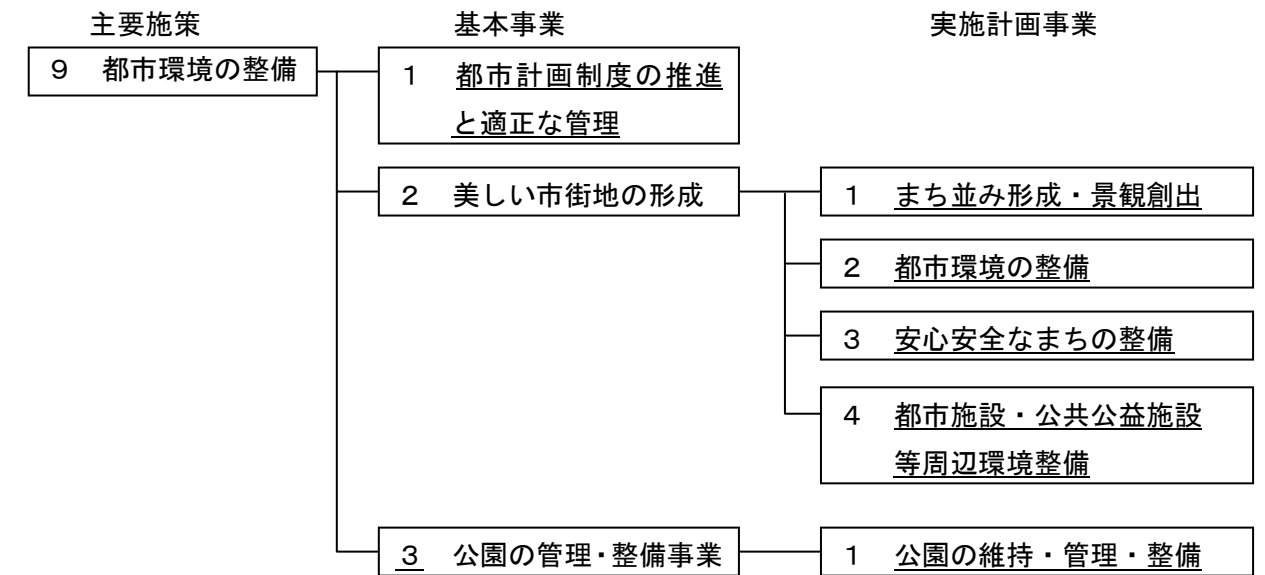 主要施策 基本事業 実施計画事業
9 都市環境の整備
1 都市計画制度の推進
と適正な管理
2 美しい市街地の形成
1 まち並み形成・景観創出
2 都市環境の整備
3 安心安全なまちの整備
4 都市施設・公共公益施設
等周辺環境整備
3 公園の管理・整備事業
1 公園の維持・管理・整備